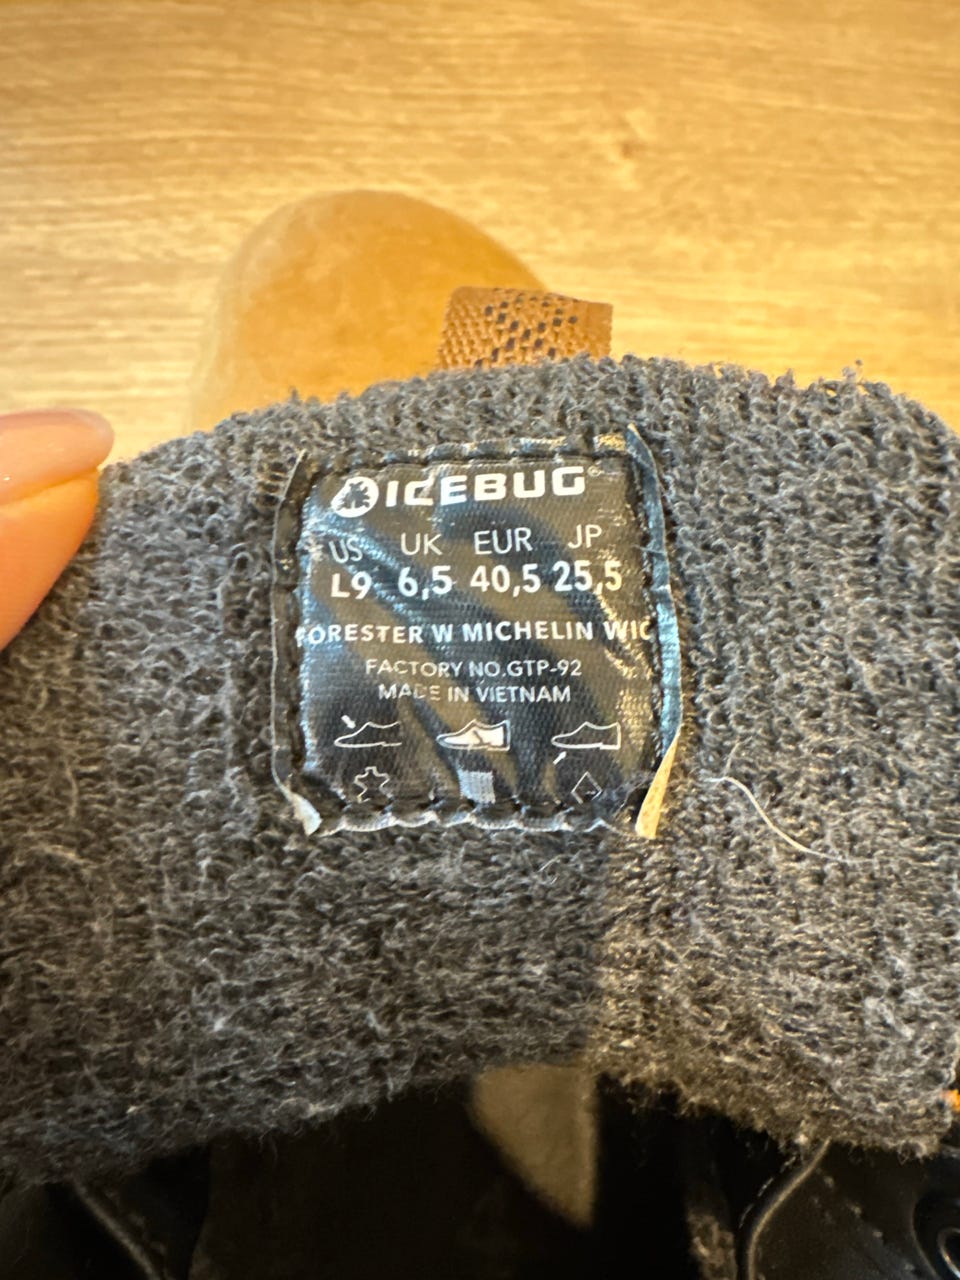 ICEBUG®
US UK EUR JP
L9 6,5 40,5 25,5
FORESTER W MICHELIN WIC
FACTORY NO.GTP-92
MADE IN VIETNAM